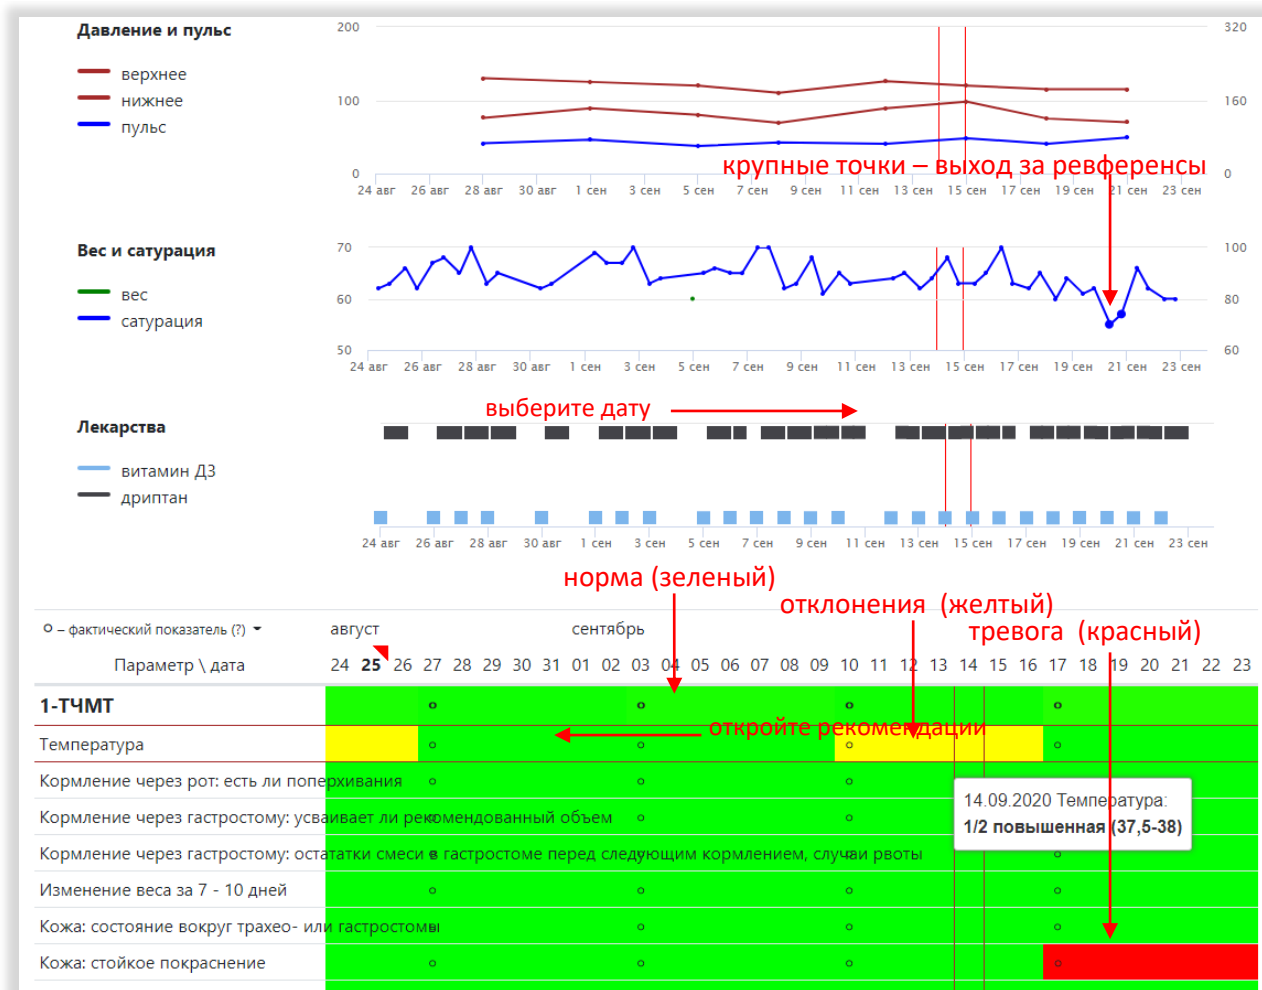 Давление и пульс
верхнее
нижнее
пульс
200
100
0
320
160
0
24 авг 26 авг 28 авг 30 авг 1 сен 3 сен 5 сен 7 сен 9 сен 11 сен 13 сен 15 сен 17 сен 19 сен 21 сен 23 сен
крупные точки – выход за ревференсы
Вес и сатурация
вес
сатурация
70
60
50
100
80
60
24 авг 26 авг 28 авг 30 авг 1 сен 3 сен 5 сен 7 сен 9 сен 11 сен 13 сен 15 сен 17 сен 19 сен 21 сен 23 сен
выберите дату
Лекарства
витамин Д3
дриптан
24 авг 26 авг 28 авг 30 авг 1 сен 3 сен 5 сен 7 сен 9 сен 11 сен 13 сен 15 сен 17 сен 19 сен 21 сен 23 сен
норма (зеленый)
отклонения (желтый)
тревога (красный)
о – фактический показатель (?)
август сентябрь
Параметр \ дата 24 25 26 27 28 29 30 31 01 02 03 04 05 06 07 08 09 10 11 12 13 14 15 16 17 18 19 20 21 22 23
1-ТЧМТ
откройте рекомендации
Температура
Кормление через рот: есть ли поперхивания
14.09.2020 Температура:
1/2 повышенная (37,5-38)
Кормление через гастростому: усваивает ли рекомендованный объем
Кормление через гастростому: остататки смеси в гастростоме перед следующим кормлением, случаи рвоты
Изменение веса за 7 - 10 дней
Кожа: состояние вокруг трахео- или гастростомы
Кожа: стойкое покраснение